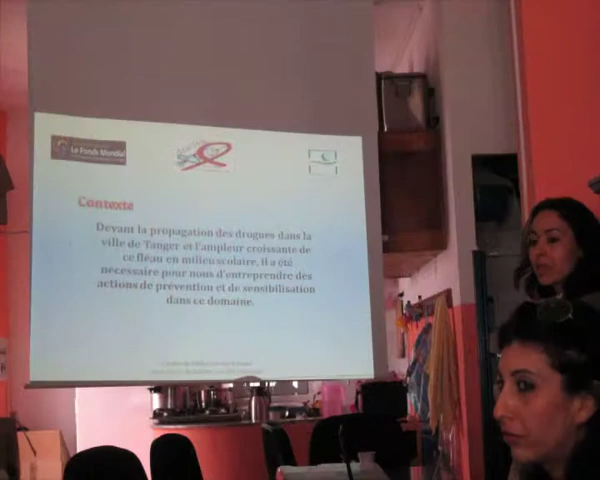 Le Fonds Mondial
Contexte
Devant la propagation des drogues dans la
ville de Tanger et l'ampleur croissante de
ce fléau en milieu scolaire, il a été
necessaire pour nous d'entreprendre des
actions de prévention et de sensibilisation
dans ce domaine.